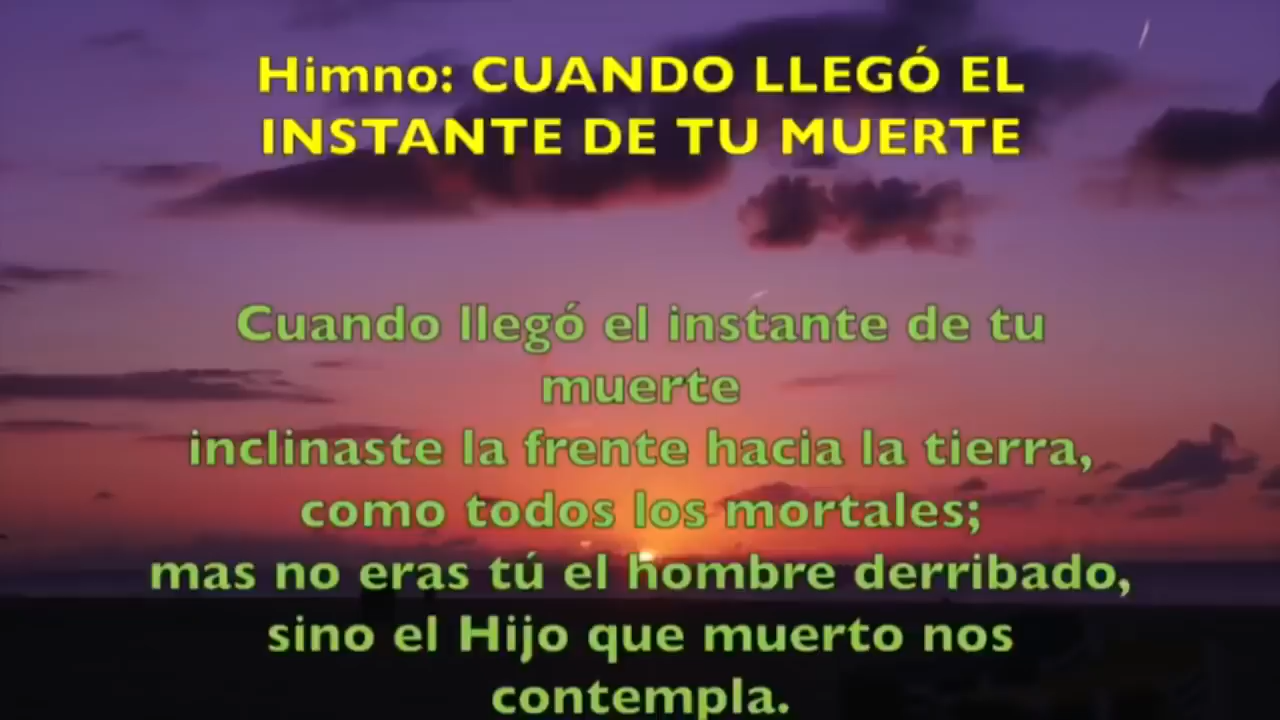 Himno: CUANDO LLEGÓ EL
INSTANTE DE TU MUERTE
Cuando llegó el instante de tu
muerte
inclinaste la frente hacia la tierra,
como todos los mortales;
mas no eras tú el hombre derribado,
sino el Hijo que muerto nos
contempla.